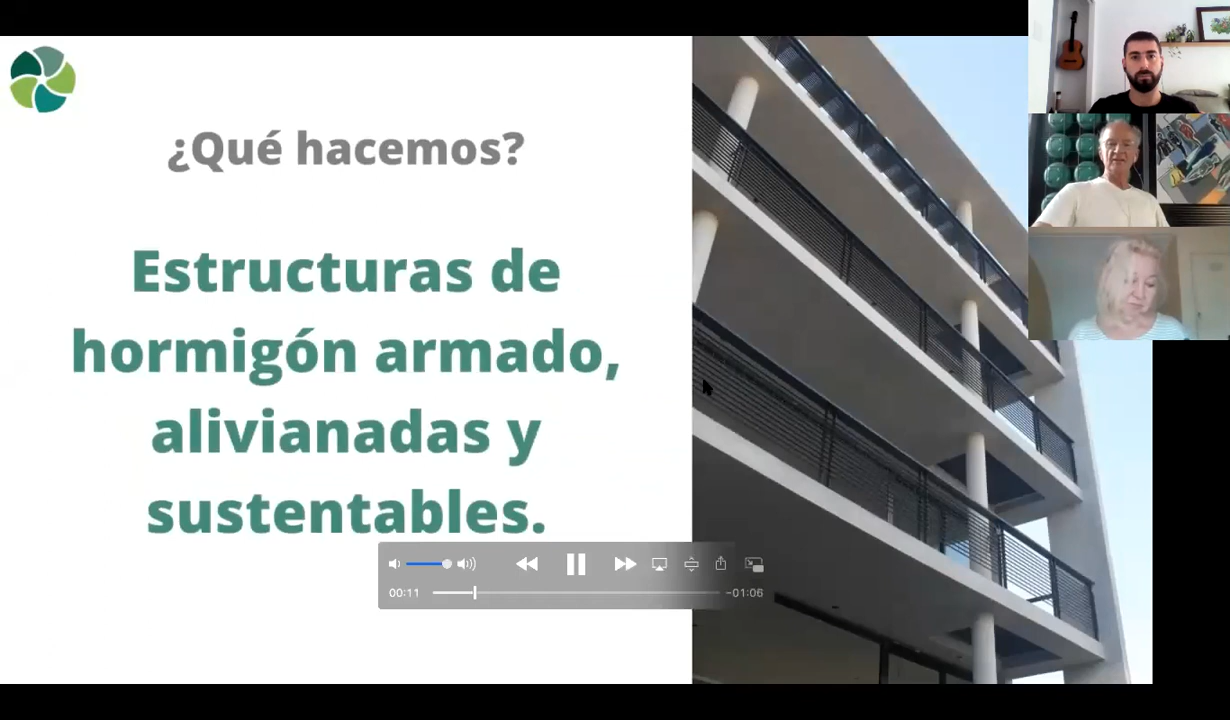 ¿Qué hacemos?
Estructuras de
hormigón armado,
alivianadas y
sustentables.
00:11
-01:06